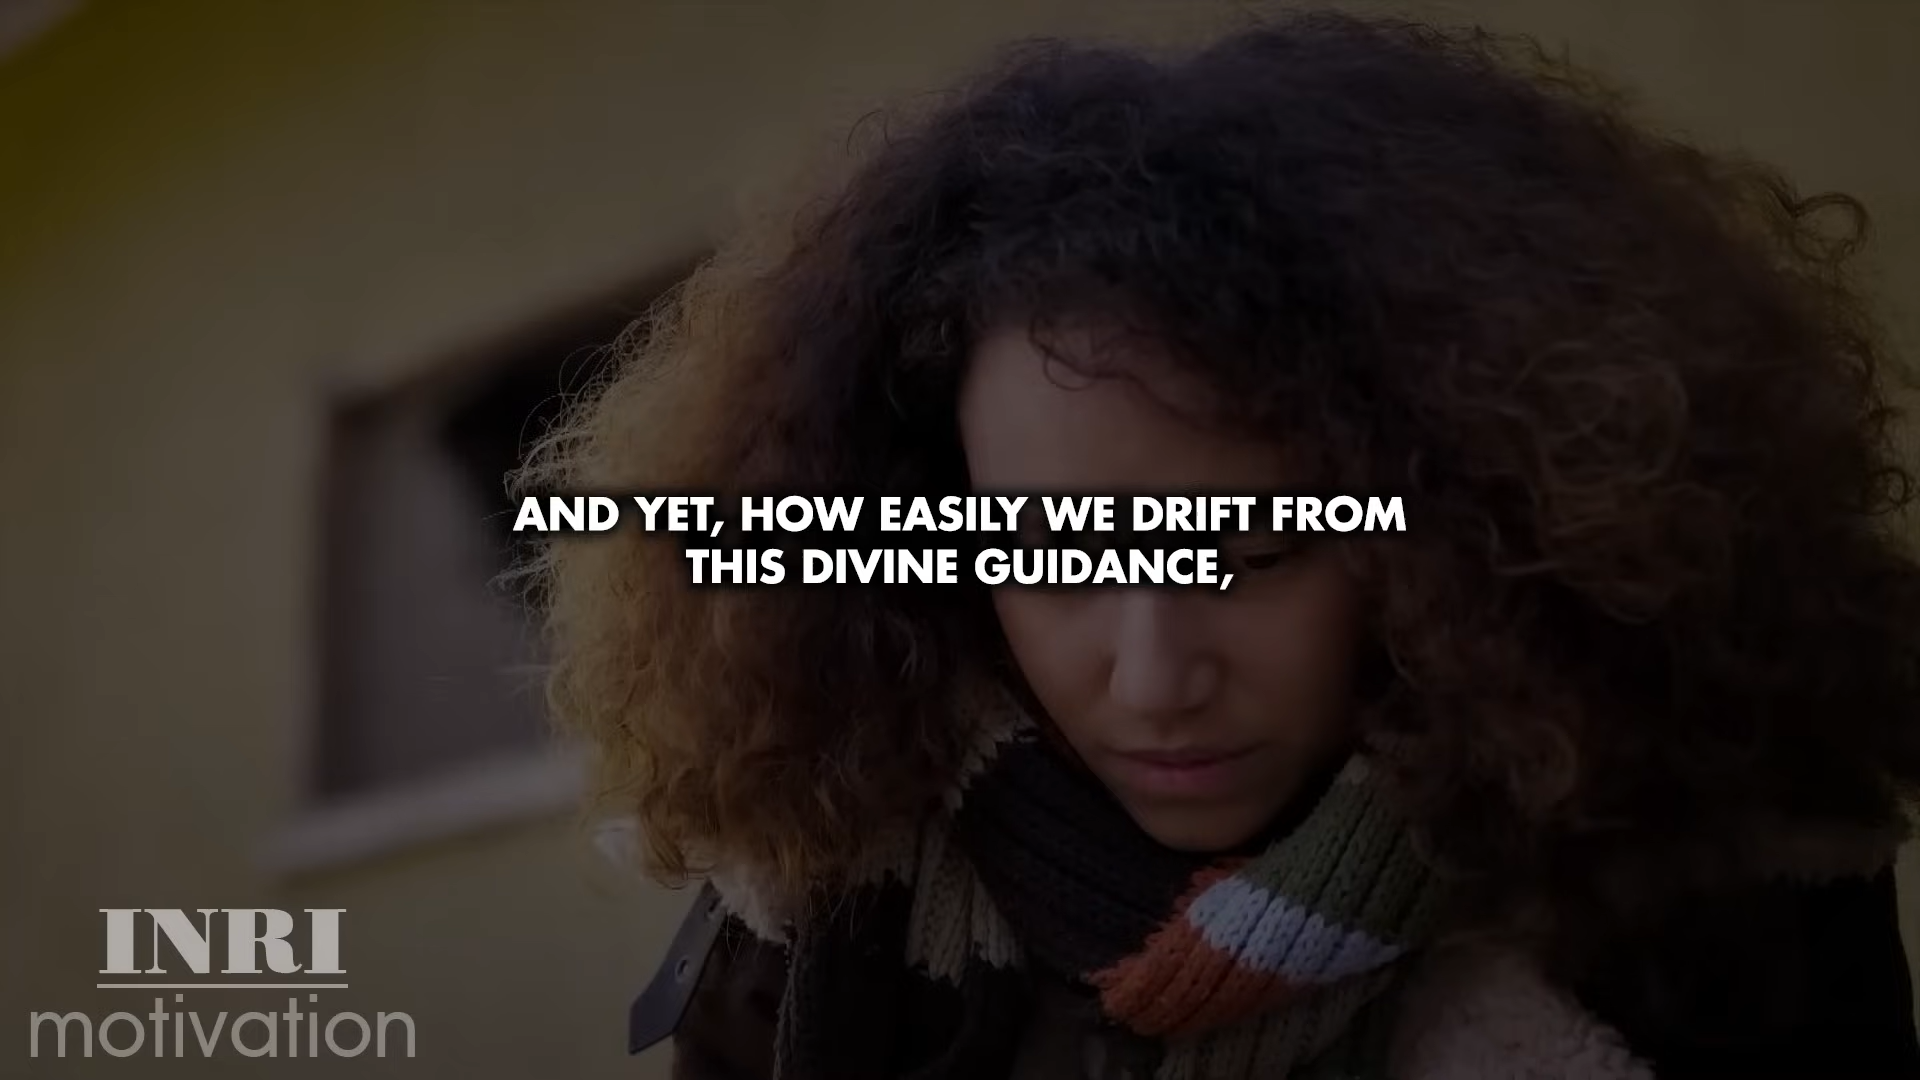 AND YET, HOW EASILY WE DRIFT FROM
THIS DIVINE GUIDANCE,
INRI
motivation